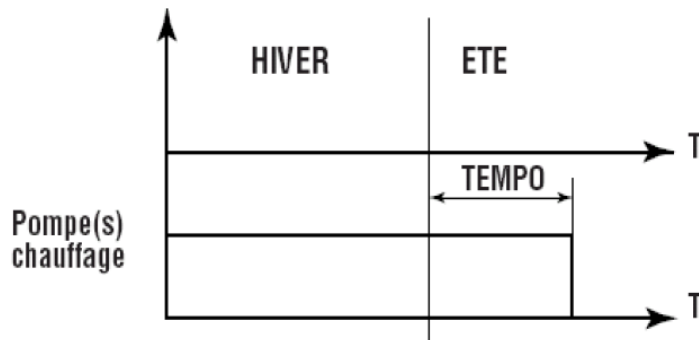 HIVER
ETE
T
TEMPO
Pompe(s)
chauffage
T